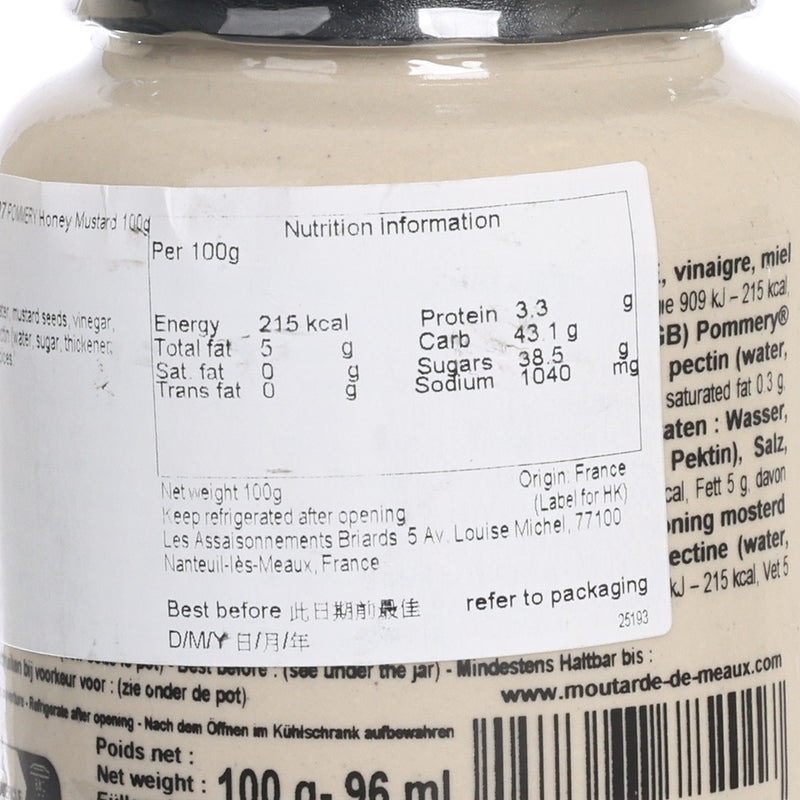 POMMERY Honey Mustard 100g
Nutrition Information
Per 100g
Energy 215 kcal
Total fat 5 g
Sat. fat 0 g
Trans fat 0 g
Protein 3.3 g
Carb 43.1 g
Sugars 38.5 g
Sodium 1040 mg
mustard seeds, vinegar,
water, sugar, thickener,
Net weight 100g
Origin: France
Keep refrigerated after opening
(Label for HK)
Les Assaisonnements Briards 5 Av. Louise Michel, 77100
Nanteuil-lès-Meaux, France
Best before 此日期前最佳 refer to packaging
D/M/Y 日/月/年
25193
, vinaigre, miel
909 kJ – 215 kcal,
GB) Pommery®
pectin (water,
saturated fat 0.3 g,
: Wasser,
Pektin), Salz,
Fett 5 g, davon
mosterd
(water,
kJ – 215 kcal, Vet 5
- Best before : (see under the jar) - Mindestens Haltbar bis :
bij voorkeur voor : (zie onder de pot)
www.moutarde-de-meaux.com
- Refrigerate after opening - Nach dem Öffnen im Kühlschrank aufbewahren
Poids net :
Net weight : 100 g - 96 ml